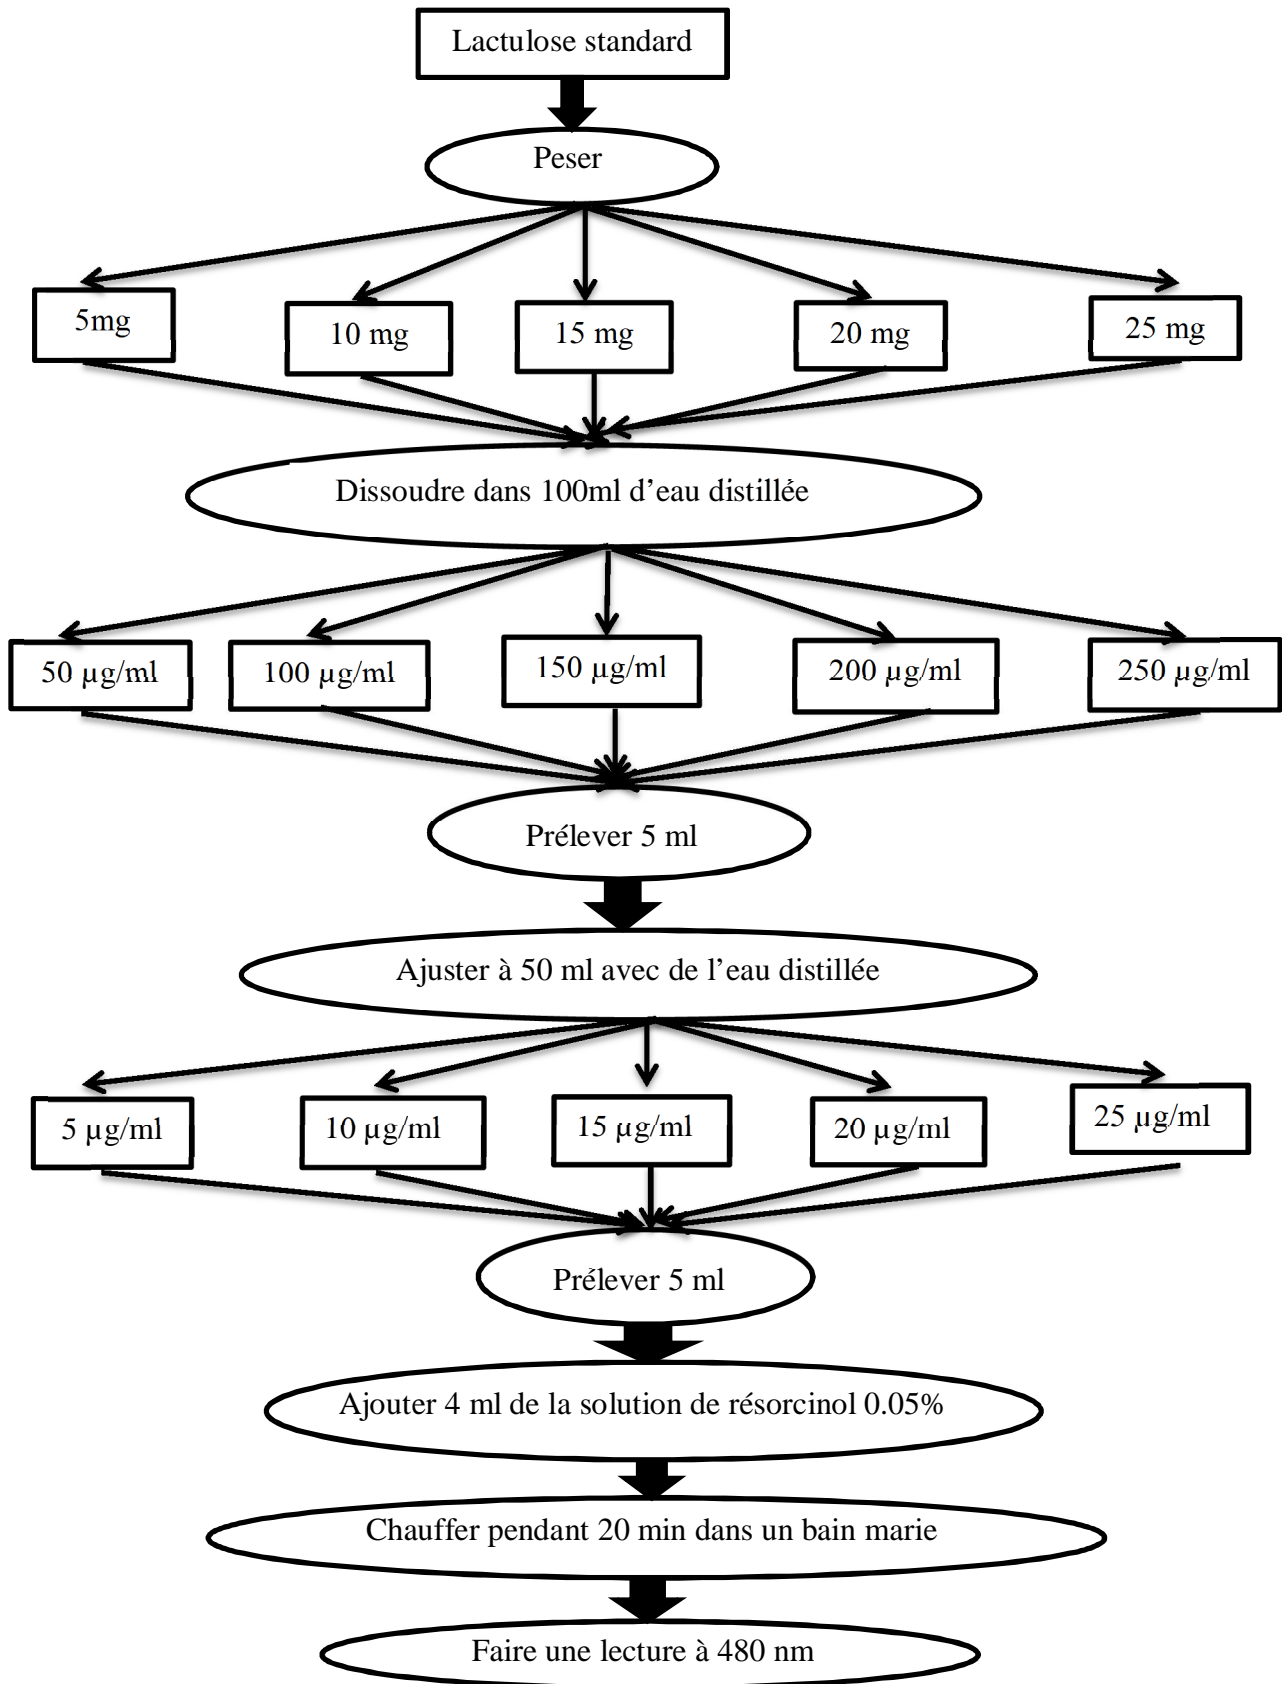 Lactulose standard
Peser
5mg
10 mg
15 mg
20 mg
25 mg
Dissoudre dans 100ml d’eau distillée
50 µg/ml
100 µg/ml
150 µg/ml
200 µg/ml
250 µg/ml
Prélever 5 ml
Ajuster à 50 ml avec de l’eau distillée
5 µg/ml
10 µg/ml
15 µg/ml
20 µg/ml
25 µg/ml
Prélever 5 ml
Ajouter 4 ml de la solution de résorcinol 0.05%
Chauffer pendant 20 min dans un bain marie
Faire une lecture à 480 nm